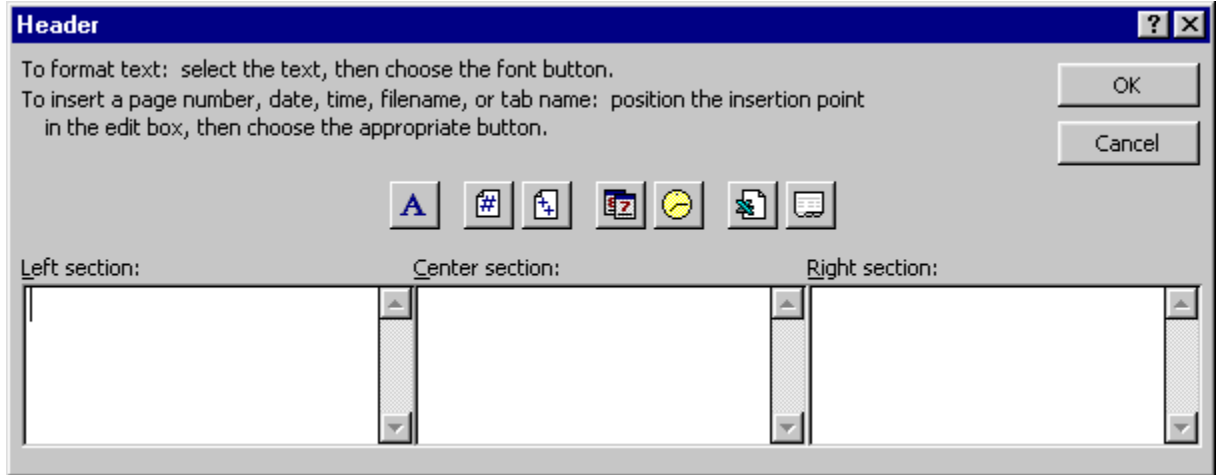 Header
To format text: select the text, then choose the font button.
To insert a page number, date, time, filename, or tab name: position the insertion point
in the edit box, then choose the appropriate button.
OK
Cancel
A
Left section:
Center section:
Right section: